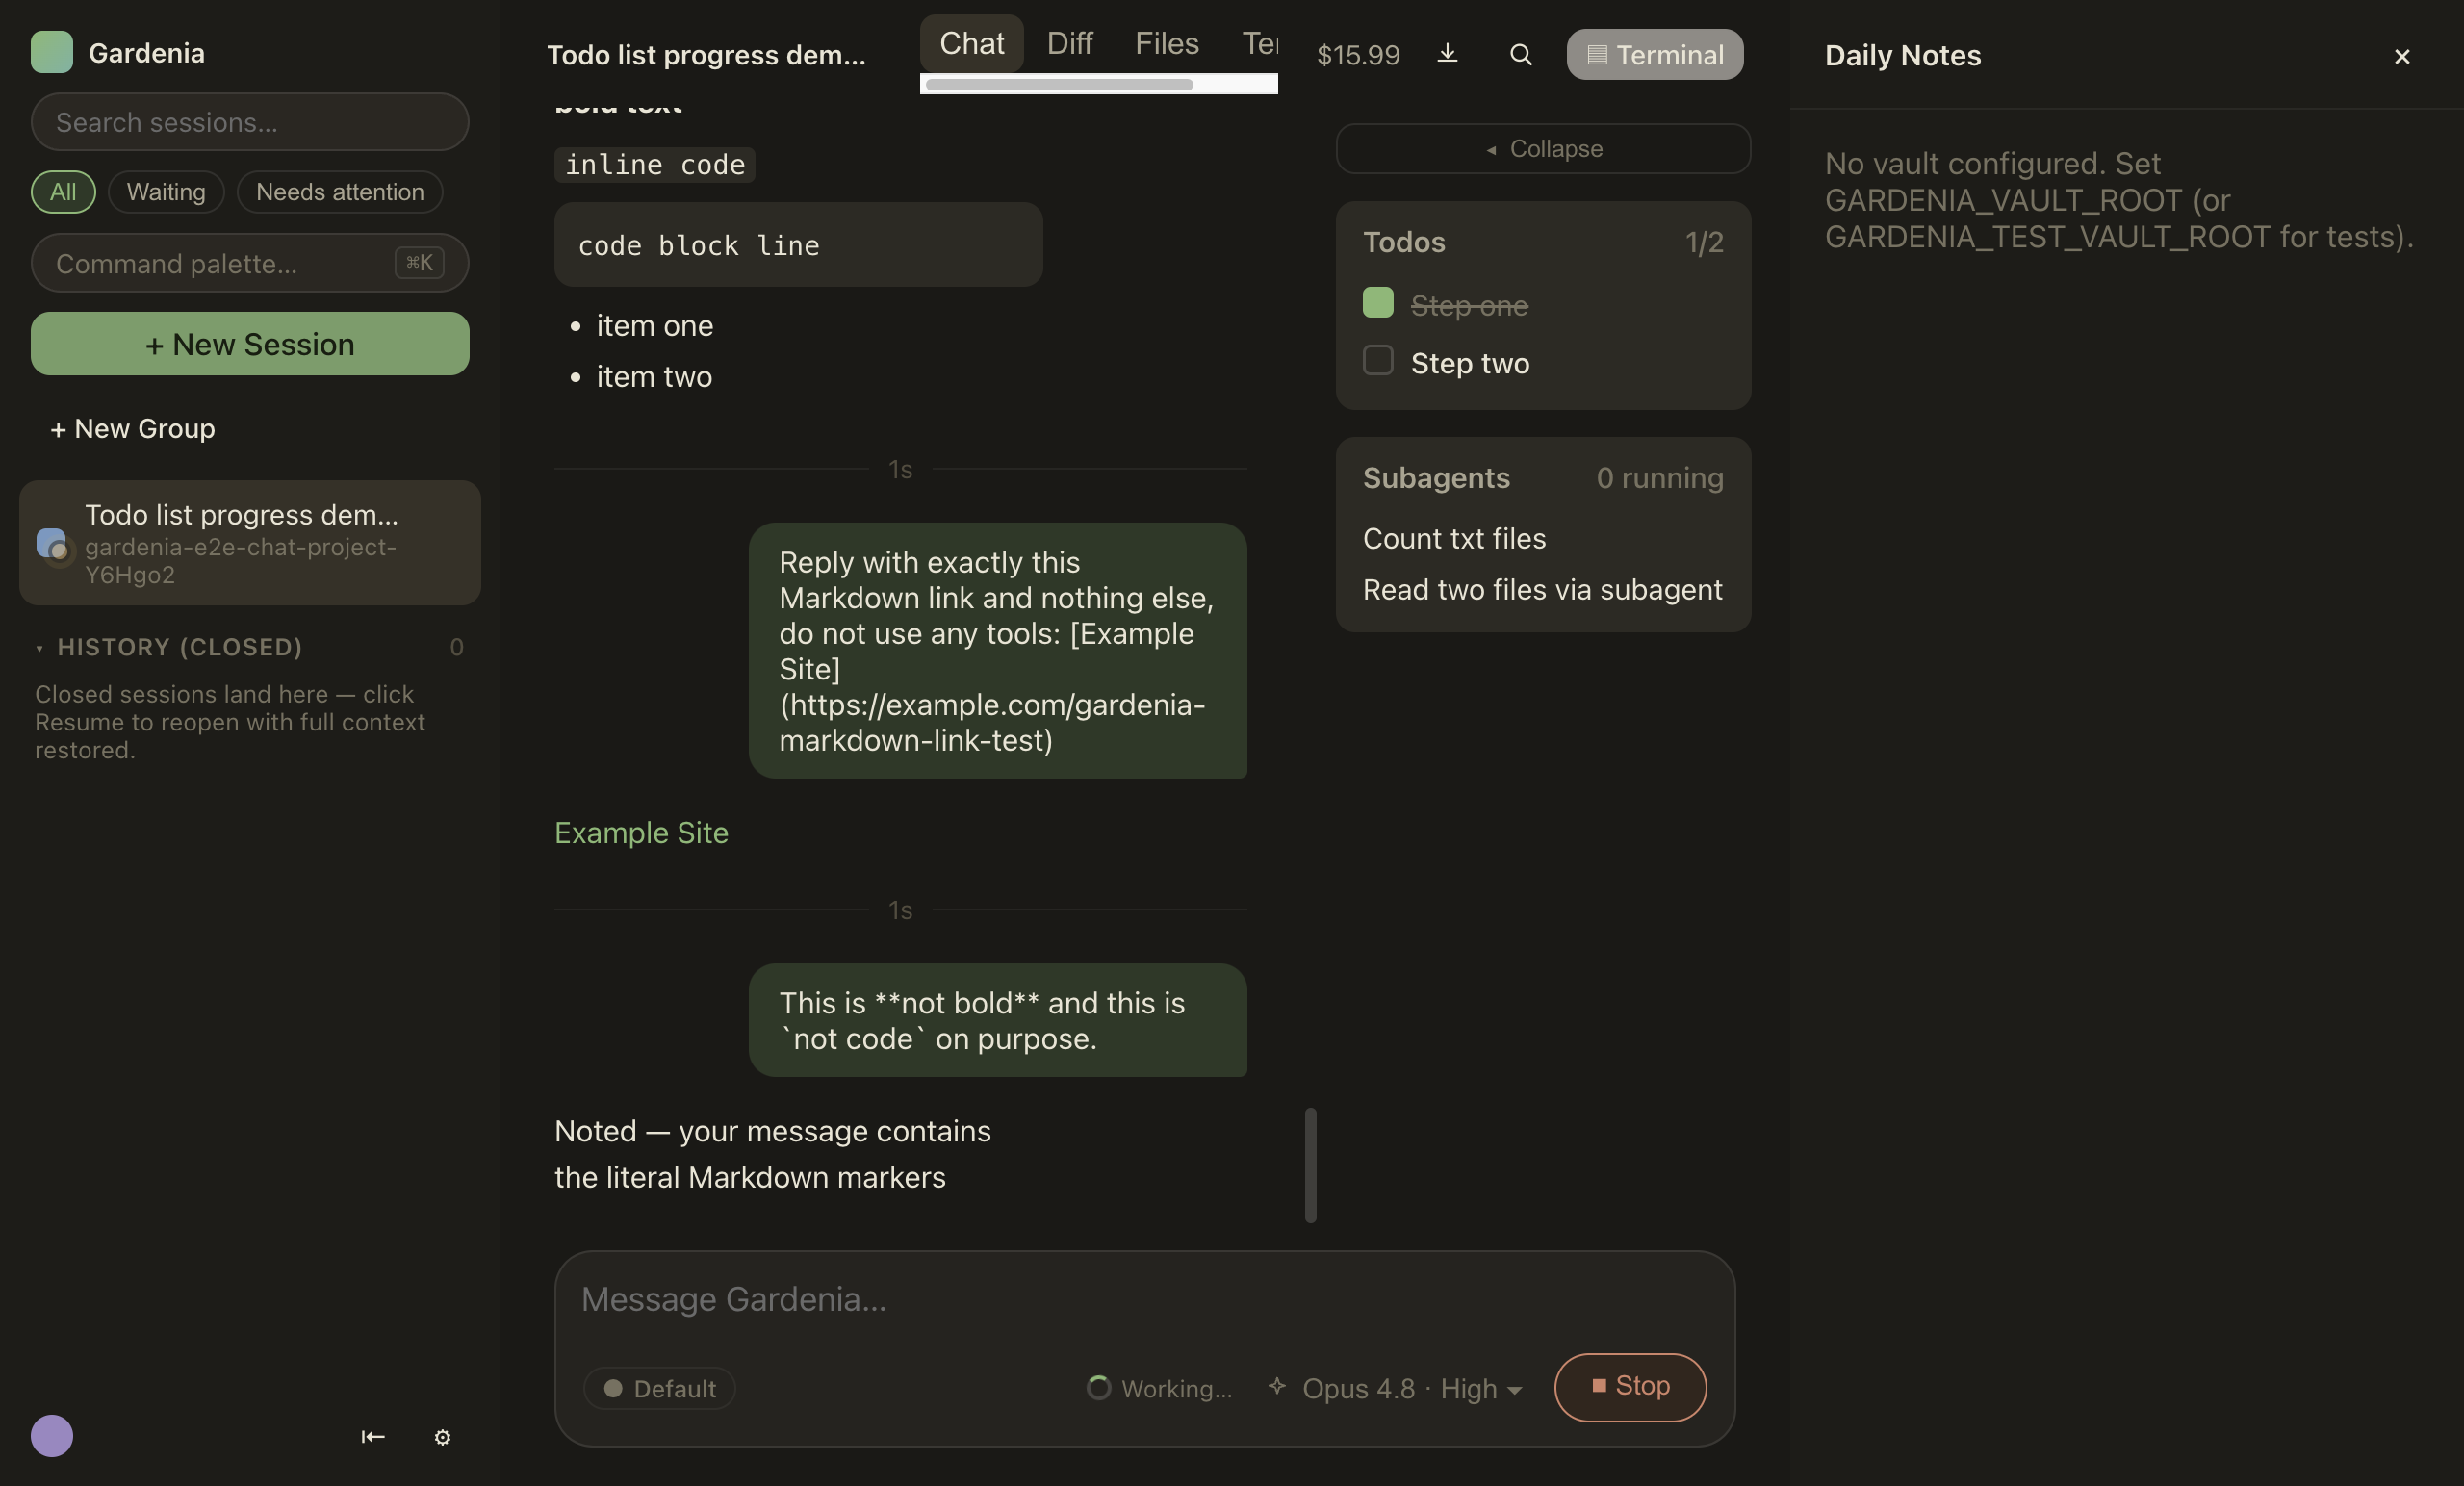 Gardenia
Search sessions...
All
Waiting
Needs attention
Command palette...
⌘K
+ New Session
+ New Group
Todo list progress dem...
gardenia-e2e-chat-project-
Y6Hgo2
HISTORY (CLOSED)
0
Closed sessions land here — click
Resume to reopen with full context
restored.
Todo list progress dem...
Chat
Diff
Files
$15.99
Terminal
bold text
inline code
code block line
• item one
• item two
1s
Reply with exactly this
Markdown link and nothing else,
do not use any tools: [Example
Site]
(https://example.com/gardenia-
markdown-link-test)
Example Site
1s
This is **not bold** and this is
`not code` on purpose.
Noted — your message contains
the literal Markdown markers
Message Gardenia...
Default
Working...
Opus 4.8 · High
Stop
Collapse
Todos
1/2
Step one
Step two
Subagents
0 running
Count txt files
Read two files via subagent
Daily Notes
×
No vault configured. Set
GARDENIA_VAULT_ROOT (or
GARDENIA_TEST_VAULT_ROOT for tests).